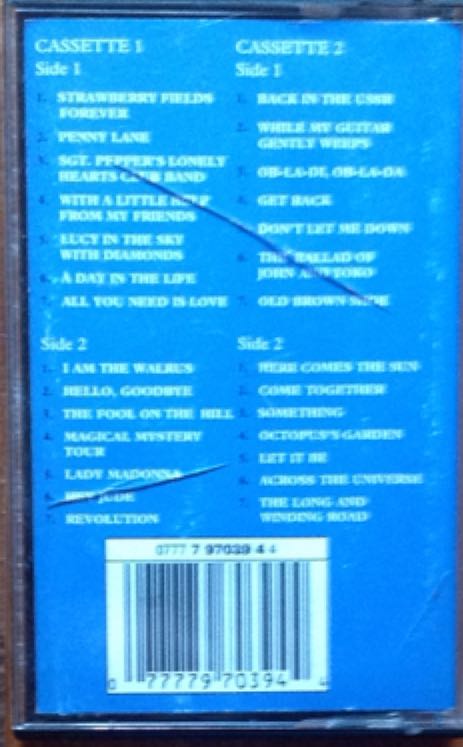 CASSETTE 1
Side 1
1. STRAWBERRY FIELDS
FOREVER
2. PENNY LANE
3. SGT. PEPPER'S LONELY
HEARTS CLUB BAND
4. WITH A LITTLE HELP
FROM MY FRIENDS
5. LUCY IN THE SKY
WITH DIAMONDS
6. A DAY IN THE LIFE
7. ALL YOU NEED IS LOVE
Side 2
1. I AM THE WALRUS
2. HELLO, GOODBYE
3. THE FOOL ON THE HILL
4. MAGICAL MYSTERY
TOUR
5. LADY MADONNA
6. HEY JUDE
7. REVOLUTION
CASSETTE 2
Side 1
1. BACK IN THE USSR
2. WHILE MY GUITAR
GENTLY WEEPS
3. OB-LA-DI, OB-LA-DA
4. GET BACK
DON'T LET ME DOWN
6. THE BALLAD OF
JOHN AND YOKO
7. OLD BROWN SHOE
Side 2
1. HERE COMES THE SUN
2. COME TOGETHER
3. SOMETHING
4. OCTOPUS'S GARDEN
5. LET IT BE
6. ACROSS THE UNIVERSE
7. THE LONG AND
WINDING ROAD
0777 7 97039 4 4
0 77779 70394 4